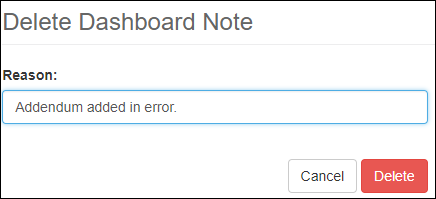 Delete Dashboard Note
Reason:
Addendum added in error.
Cancel Delete